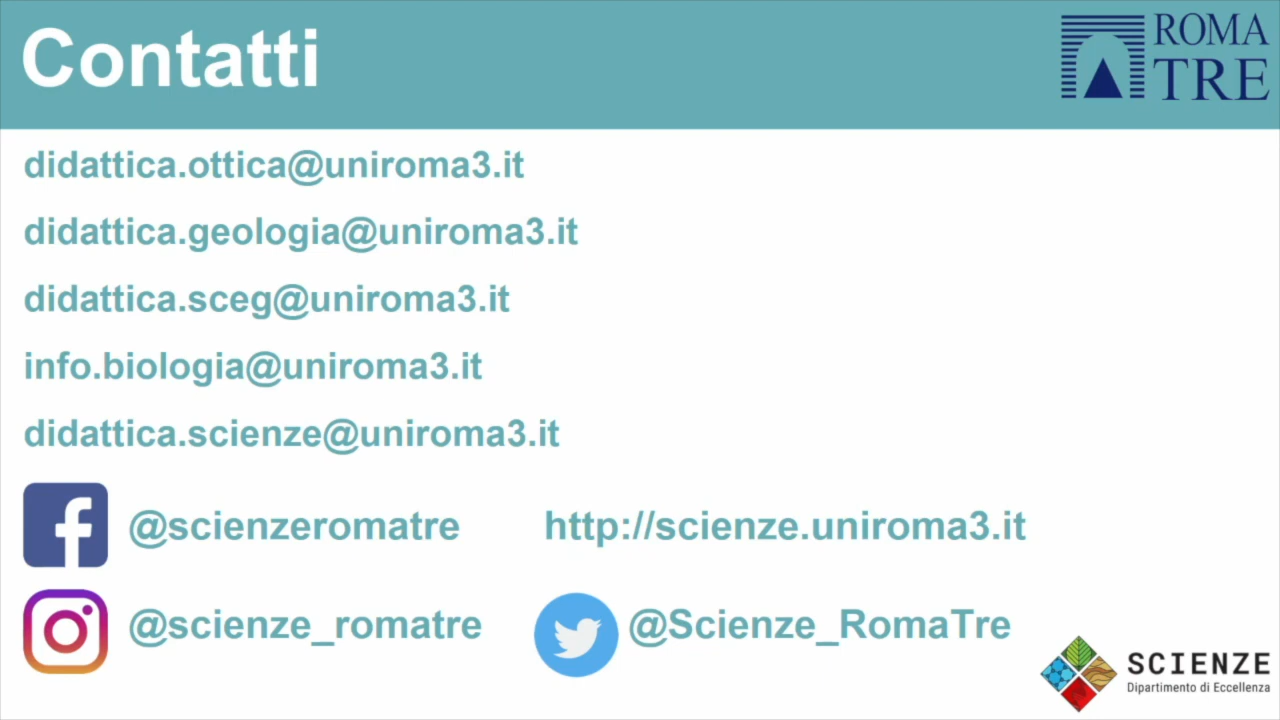 Contatti
ROMA
TRE
didattica.ottica@uniroma3.it
didattica.geologia@uniroma3.it
didattica.sceg@uniroma3.it
info.biologia@uniroma3.it
didattica.scienze@uniroma3.it
@scienzeromatre
http://scienze.uniroma3.it
@scienze_romatre
@Scienze_RomaTre
SCIENZE
Dipartimento di Eccellenza